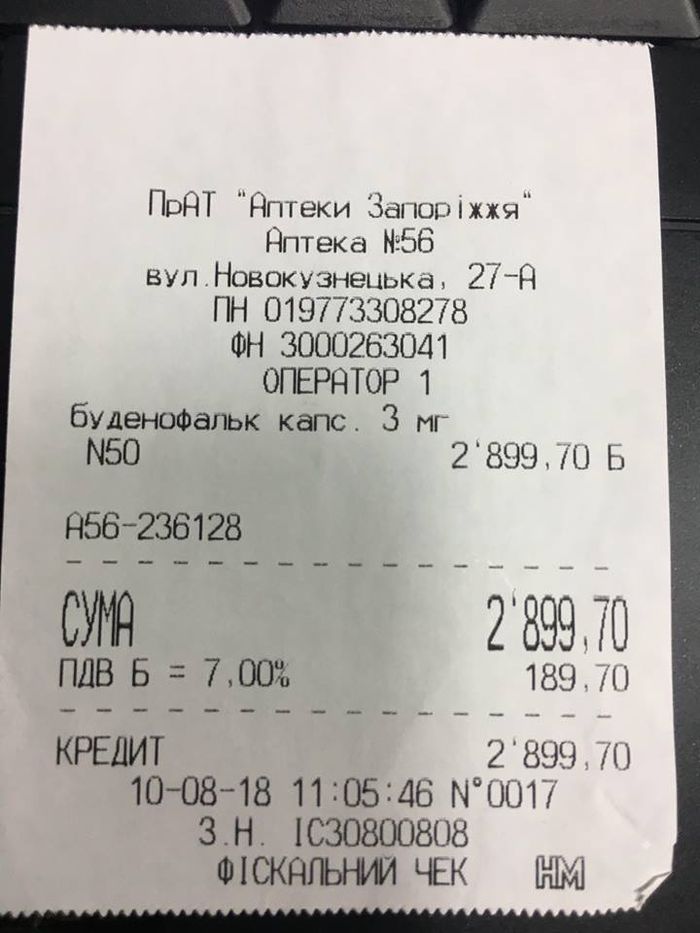 ПрАТ "Аптеки Запоріжжя"
Аптека №56
вул.Новокузнецька, 27-А
ПН 019773308278
ФН 3000263041
ОПЕРАТОР 1
буденофальк капс. 3 мг
N50 2'899,70 Б
А56-236128
СУМА 2'899,70
ПДВ Б = 7,00% 189,70
КРЕДИТ 2'899,70
10-08-18 11:05:46 N°0017
З.Н. ІС30800808
ФІСКАЛЬНИЙ ЧЕК НМ